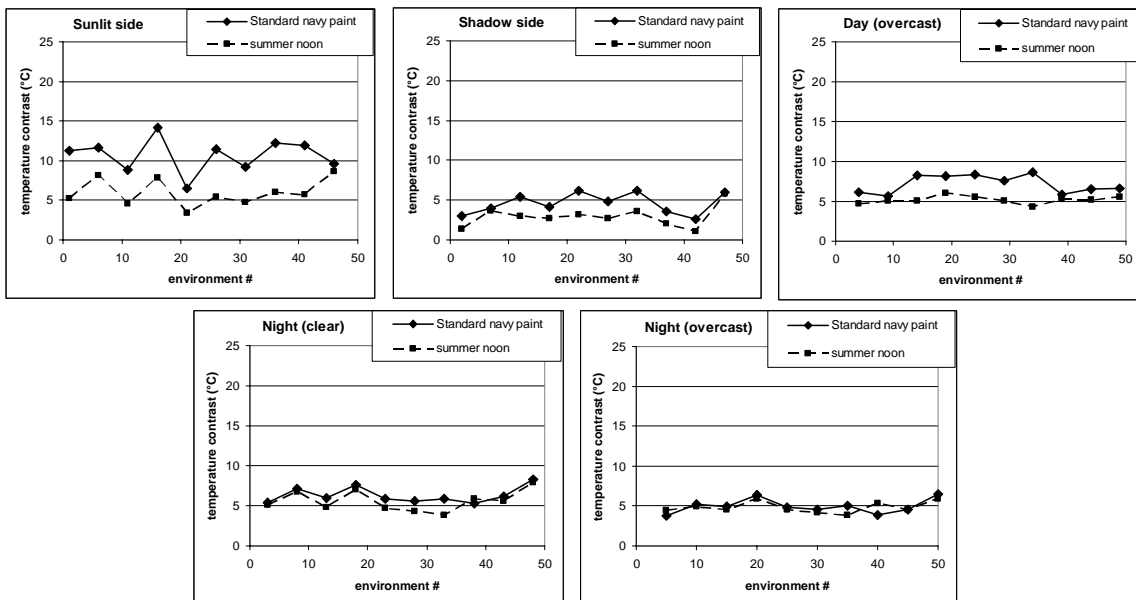 Sunlit side
Standard navy paint
summer noon
temperature contrast (°C)
25
20
15
10
5
0
0 10 20 30 40 50
environment #
Shadow side
Standard navy paint
summer noon
temperature contrast (°C)
25
20
15
10
5
0
0 10 20 30 40 50
environment #
Day (overcast)
Standard navy paint
summer noon
temperature contrast (°C)
25
20
15
10
5
0
0 10 20 30 40 50
environment #
Night (clear)
Standard navy paint
summer noon
temperature contrast (°C)
25
20
15
10
5
0
0 10 20 30 40 50
environment #
Night (overcast)
Standard navy paint
summer noon
temperature contrast (°C)
25
20
15
10
5
0
0 10 20 30 40 50
environment #